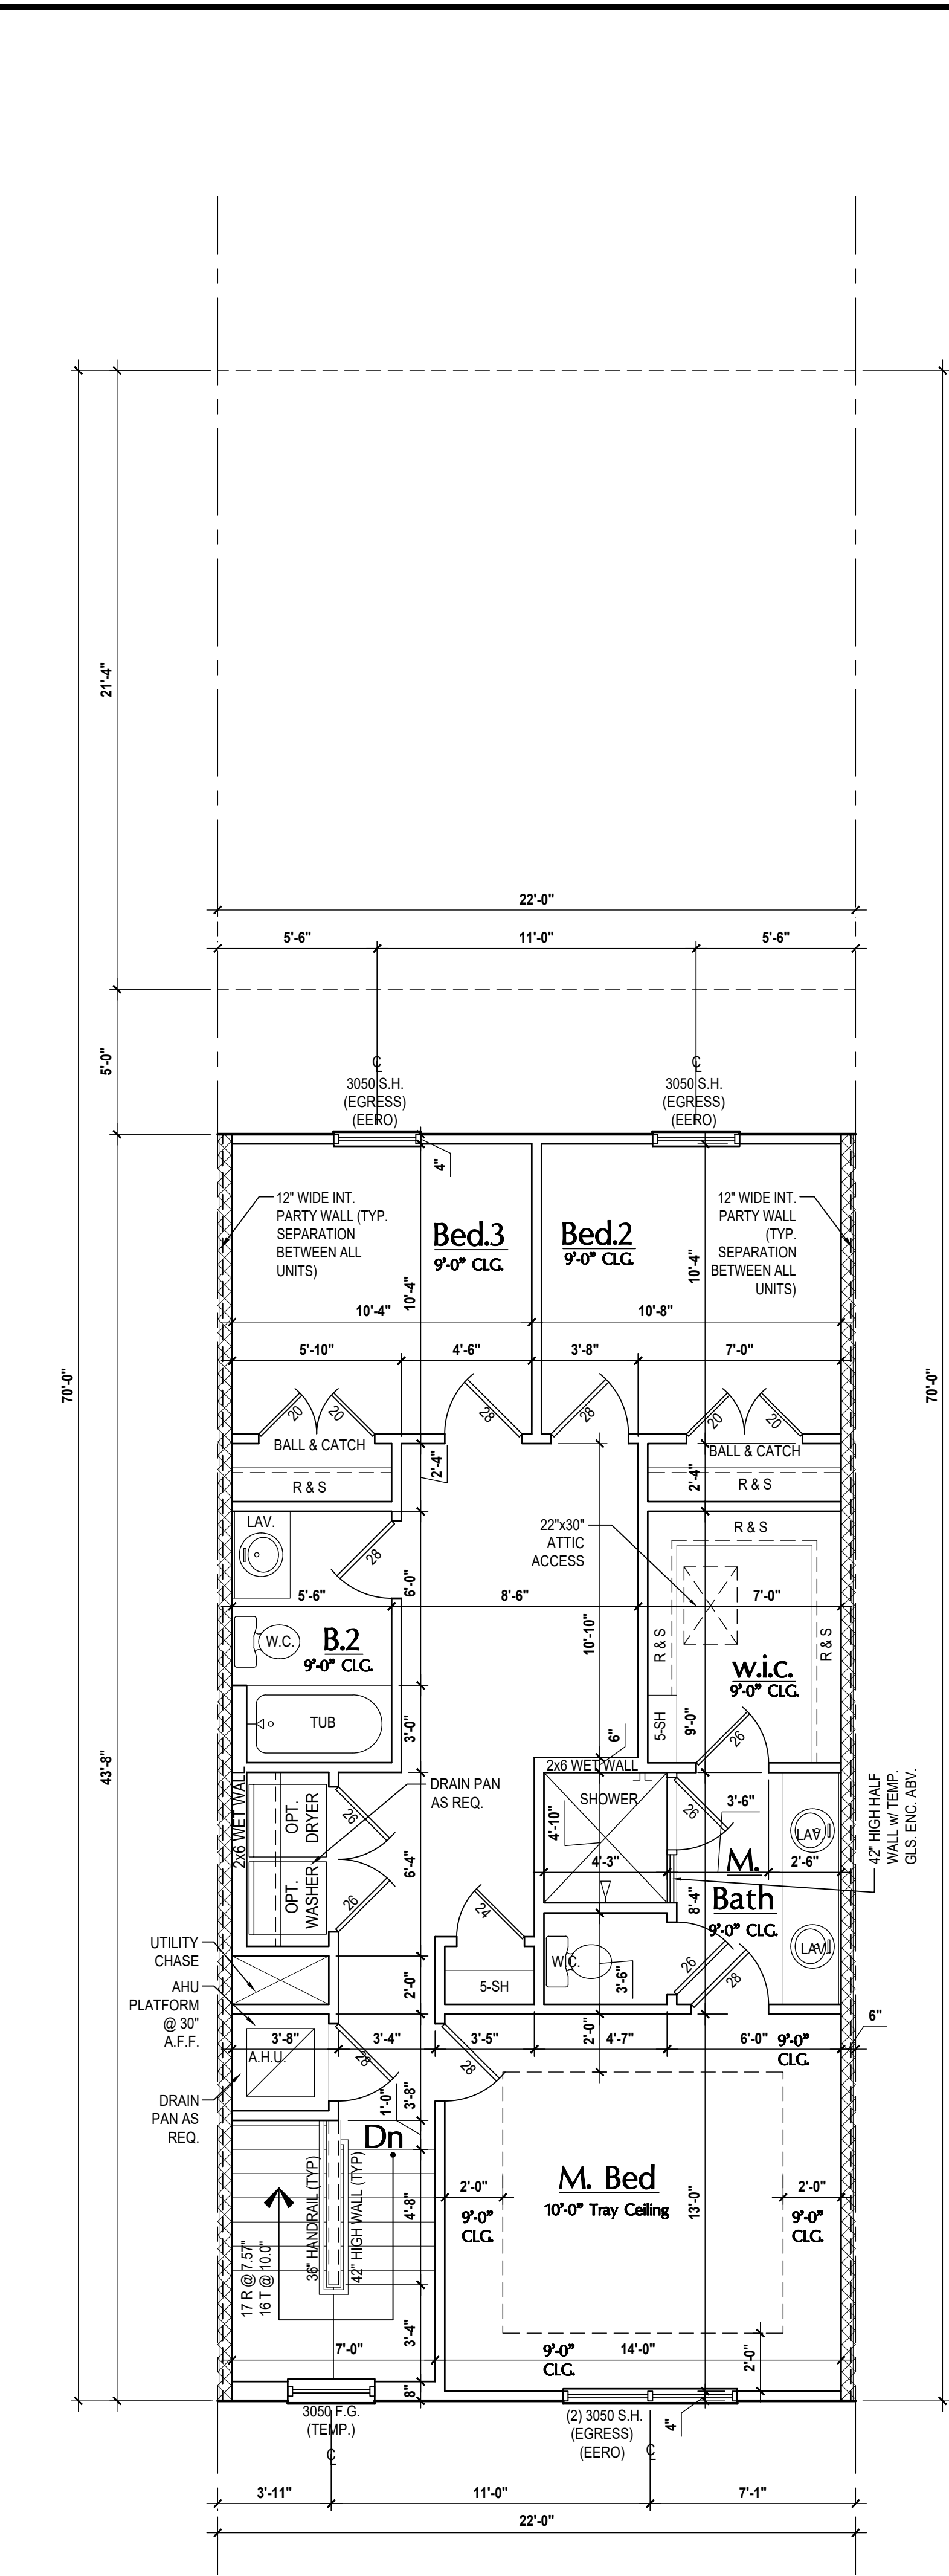 22'-0"
5'-6"
11'-0"
5'-6"
21'-4"
5'-0"
70'-0"
43'-8"
70'-0"
3050 S.H.
(EGRESS)
(EERO)
3050 S.H.
(EGRESS)
(EERO)
4"
12" WIDE INT.
PARTY WALL (TYP.
SEPARATION
BETWEEN ALL
UNITS)
Bed.3
9'-0" CLG.
Bed.2
9'-0" CLG.
12" WIDE INT.
PARTY WALL
(TYP.
SEPARATION
BETWEEN ALL
UNITS)
10'-4"
10'-4"
10'-4"
10'-8"
5'-10"
4'-6"
3'-8"
7'-0"
20
20
28
28
20
20
BALL & CATCH
R & S
2'-4"
BALL & CATCH
R & S
2'-4"
LAV.
28
6'-0"
5'-6"
W.C.
B.2
9'-0" CLG.
TUB
3'-0"
22"x30"
ATTIC
ACCESS
8'-6"
10'-10"
6"
R & S
R & S
R & S
7'-0"
w.i.c.
9'-0" CLG.
5-SH
9'-0"
26
2x6 WET WALL
OPT.
DRYER
OPT.
WASHER
26
26
6'-4"
DRAIN PAN
AS REQ.
2x6 WET WALL
SHOWER
4'-10"
4'-3"
26
3'-6"
M.
Bath
9'-0" CLG.
8'-4"
LAV.
2'-6"
LAV.
42" HIGH HALF
WALL w/ TEMP.
GLS. ENC. ABV.
24
5-SH
W.C.
3'-6"
26
28
UTILITY
CHASE
AHU
PLATFORM
@ 30"
A.F.F.
DRAIN
PAN AS
REQ.
2'-0"
3'-8"
A.H.U.
3'-4"
28
3'-5"
28
2'-0"
4'-7"
6'-0"
9'-0"
CLG.
6"
1'-0"
3'-8"
Dn
36" HANDRAIL (TYP)
42" HIGH WALL (TYP)
17 R @ 7.57"
16 T @ 10.0"
4'-8"
3'-4"
7'-0"
8"
M. Bed
10'-0" Tray Ceiling
2'-0"
9'-0"
CLG.
13'-0"
2'-0"
9'-0"
CLG.
9'-0"
CLG.
14'-0"
2'-0"
3050 F.G.
(TEMP.)
(2) 3050 S.H.
(EGRESS)
(EERO)
4"
3'-11"
11'-0"
7'-1"
22'-0"